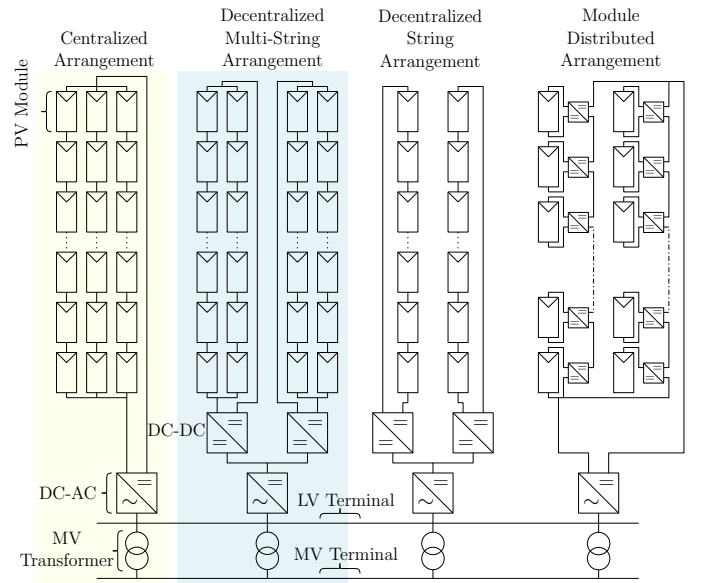 Centralized
Arrangement
Decentralized
Multi-String
Arrangement
Decentralized
String
Arrangement
Module
Distributed
Arrangement
PV Module
DC-DC
DC-AC
LV Terminal
MV
Transformer
MV Terminal